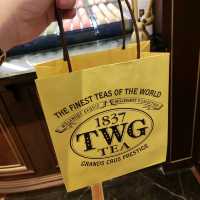 THE FINEST TEAS OF THE WORLD
1837
TWG
TEA
GRANDS CRUS PRESTIGE